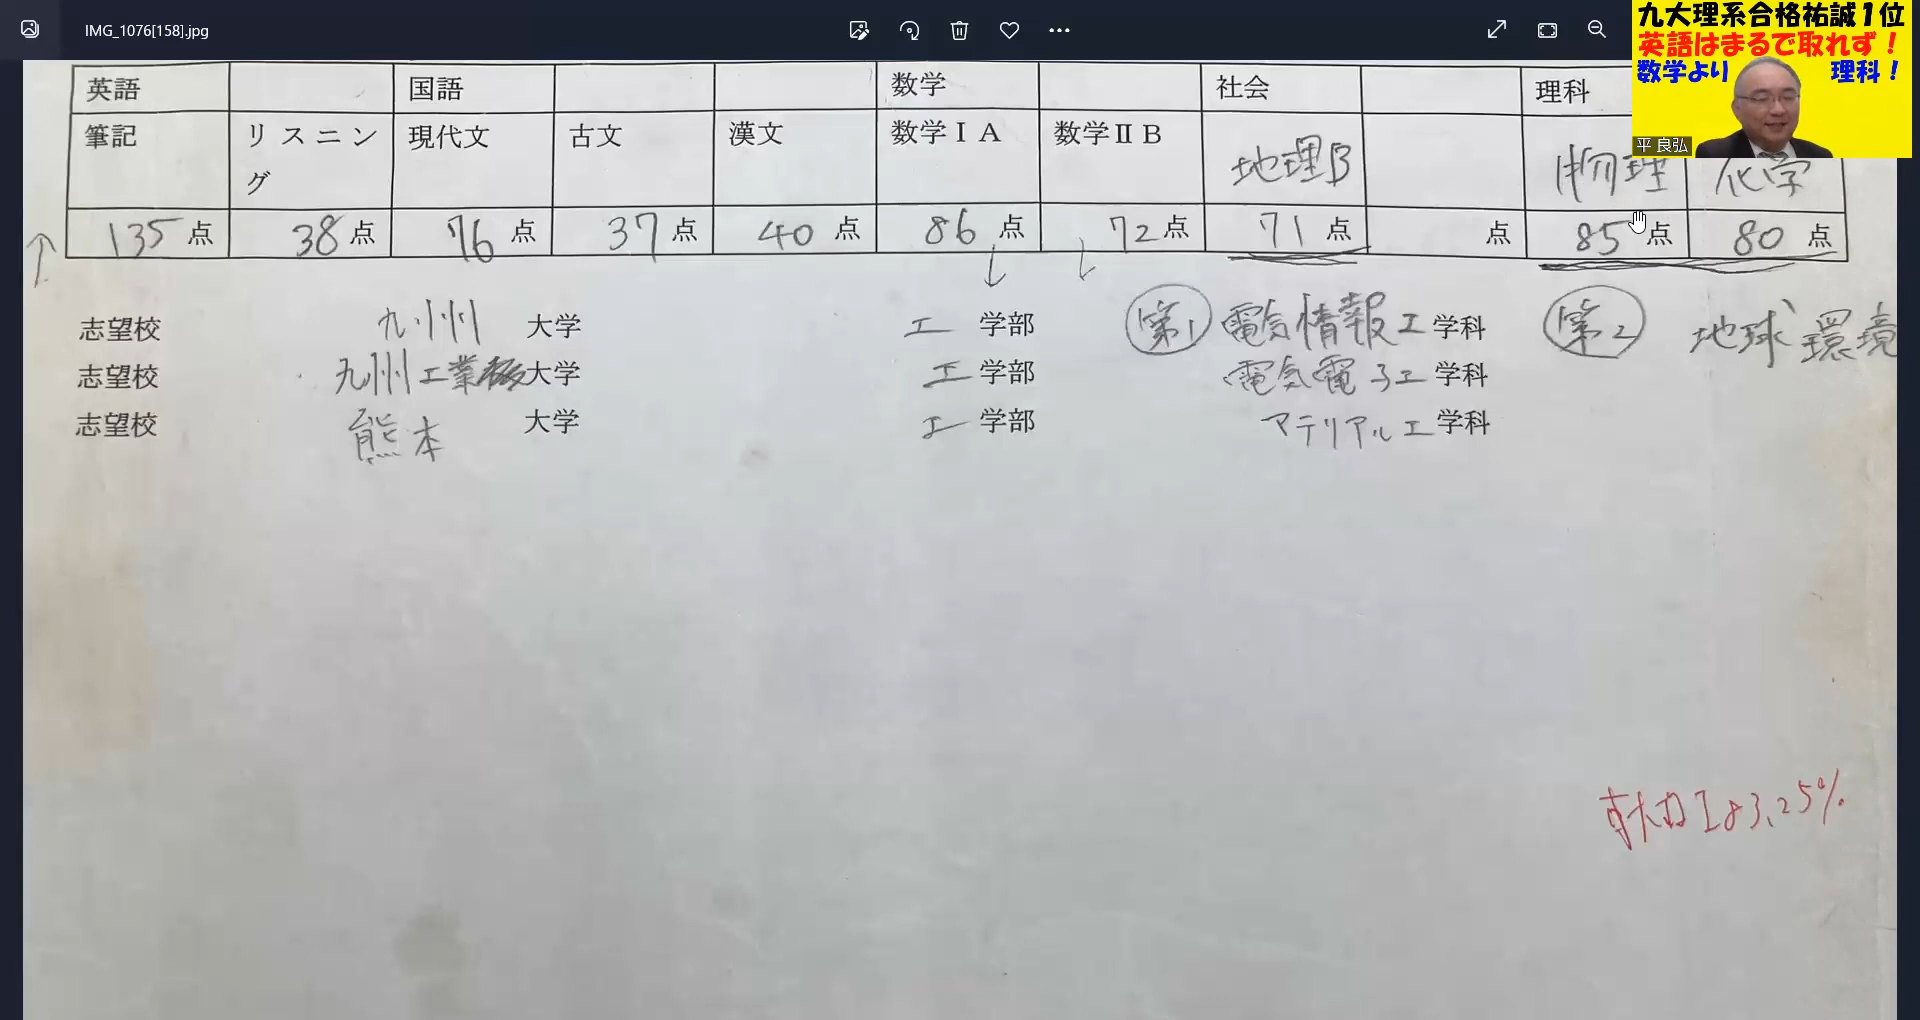 IMG_1076[158].jpg
九大理系合格祐誠1位
英語はまるで取れず!
数学より 理科!
平 良弘
英語 国語 数学 社会 理科
筆記 リスニング 現代文 古文 漢文 数学ⅠA 数学ⅡB 地理B 物理 化学
135点 38点 76点 37点 40点 86点 72点 71点 点 85点 80点
志望校 九州 大学 工 学部 第1 電気情報工 学科 第2 地球環境
志望校 九州工業 大学 工 学部 電気電子工 学科
志望校 熊本 大学 工 学部 マテリアル工 学科